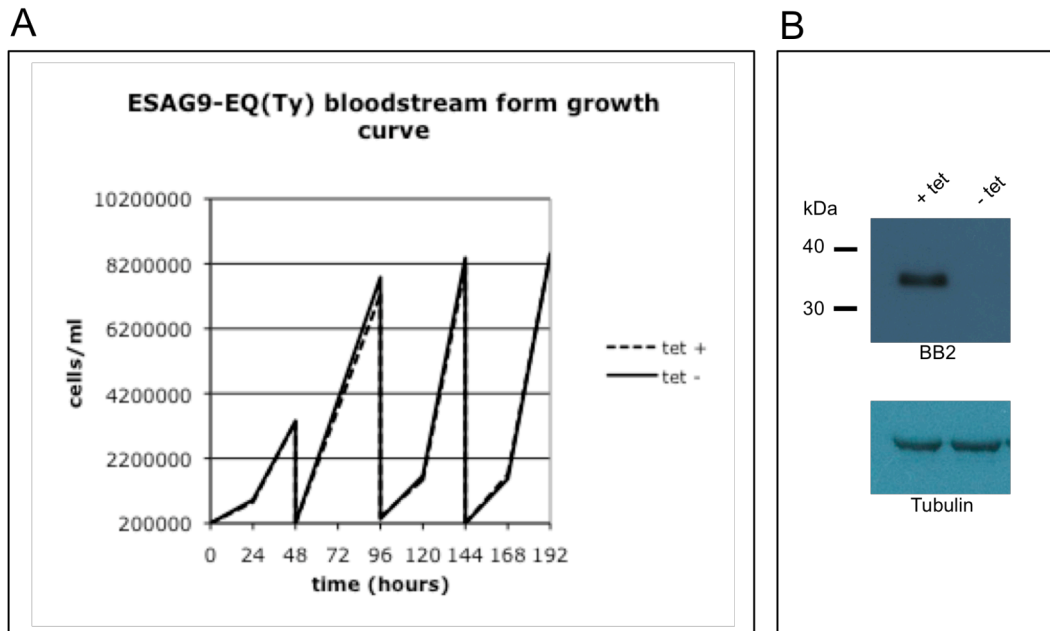 A
ESAG9-EQ(Ty) bloodstream form growth
curve
10200000
8200000
6200000
4200000
2200000
200000
cells/ml
0 24 48 72 96 120 144 168 192
time (hours)
tet +
tet -
B
+ tet - tet
kDa
40
30
BB2
Tubulin